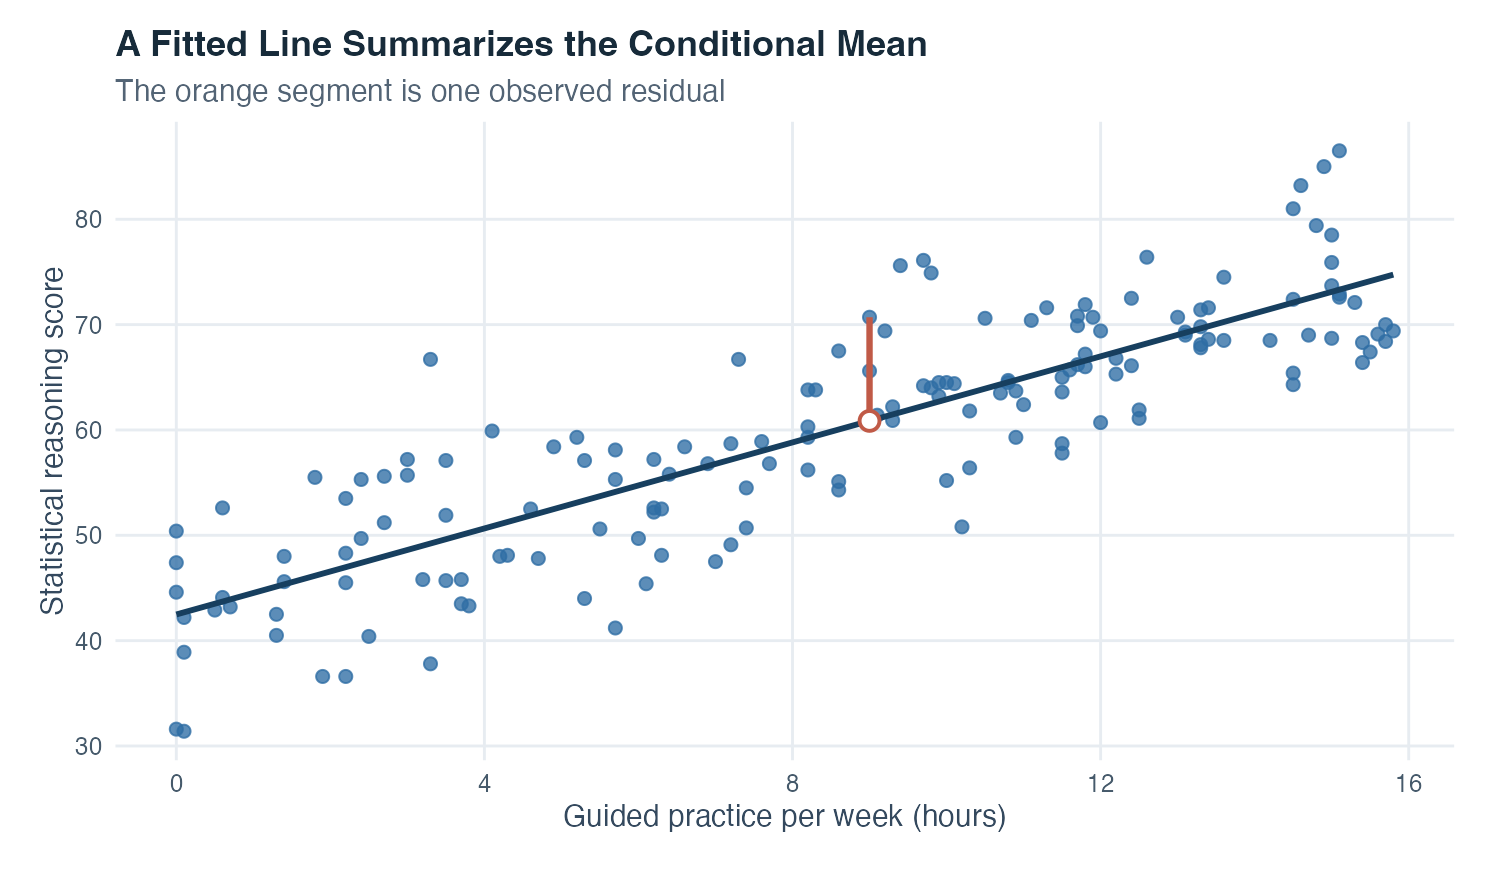 A Fitted Line Summarizes the Conditional Mean
The orange segment is one observed residual
Statistical reasoning score
80
70
60
50
40
30
0 4 8 12 16
Guided practice per week (hours)